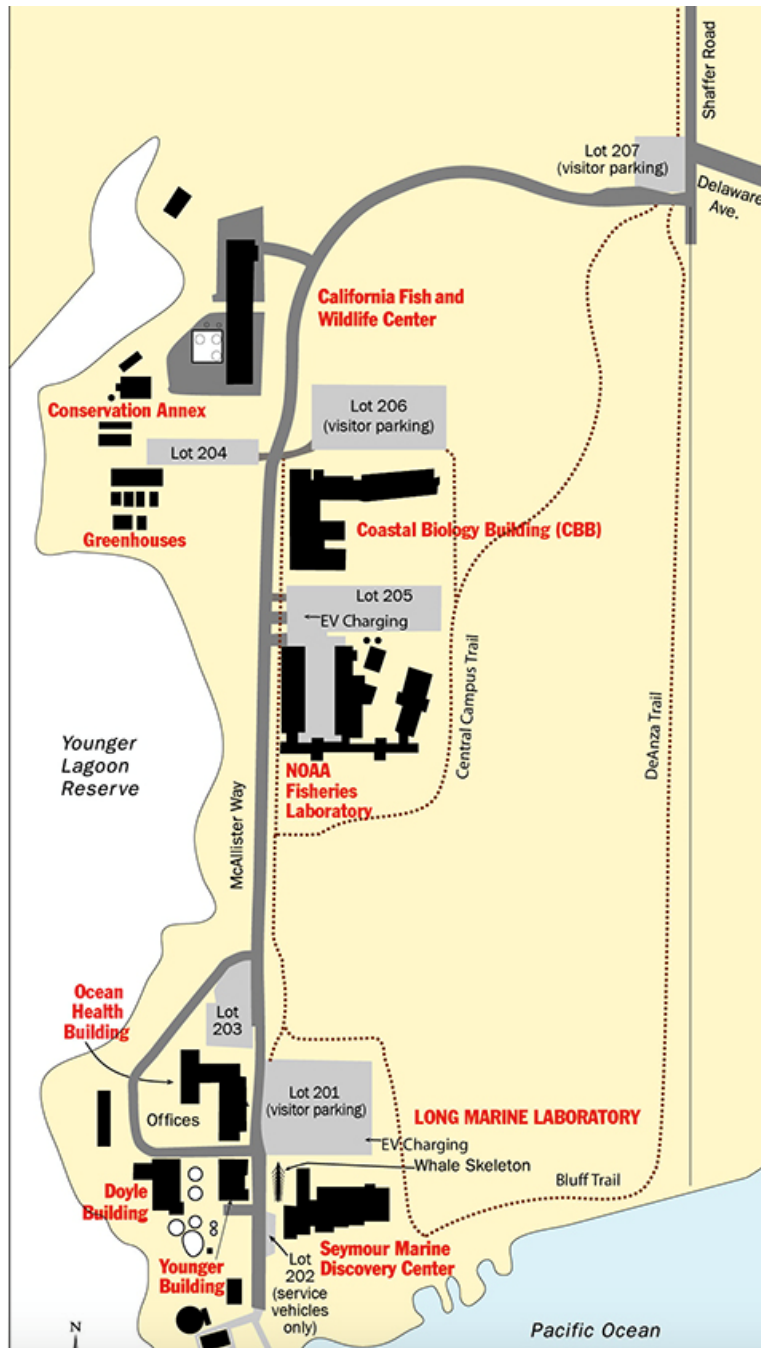 Shaffer Road
Lot 207
(visitor parking)
Delaware
Ave.
California Fish and
Wildlife Center
Conservation Annex
Lot 206
(visitor parking)
Lot 204
Greenhouses
Coastal Biology Building (CBB)
Lot 205
EV Charging
Central Campus Trail
DeAnza Trail
Younger
Lagoon
Reserve
McAllister Way
NOAA
Fisheries
Laboratory
Ocean
Health
Building
Lot
203
Offices
Lot 201
(visitor parking)
LONG MARINE LABORATORY
EV Charging
Whale Skeleton
Bluff Trail
Doyle
Building
Younger
Building
Lot
202
(service
vehicles
only)
Seymour Marine
Discovery Center
N
Pacific Ocean